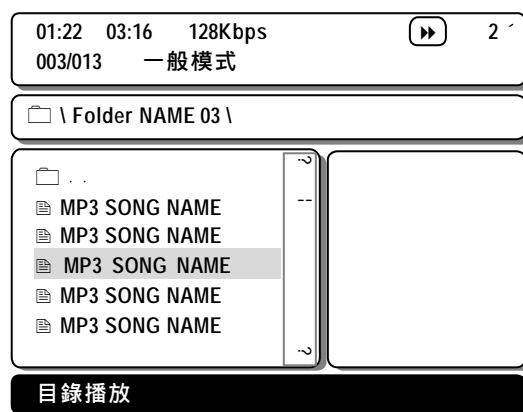 01:22 03:16 128Kbps 2
003/013 一般模式
\ Folder NAME 03 \
. .
MP3 SONG NAME
MP3 SONG NAME
MP3 SONG NAME
MP3 SONG NAME
MP3 SONG NAME
目錄播放